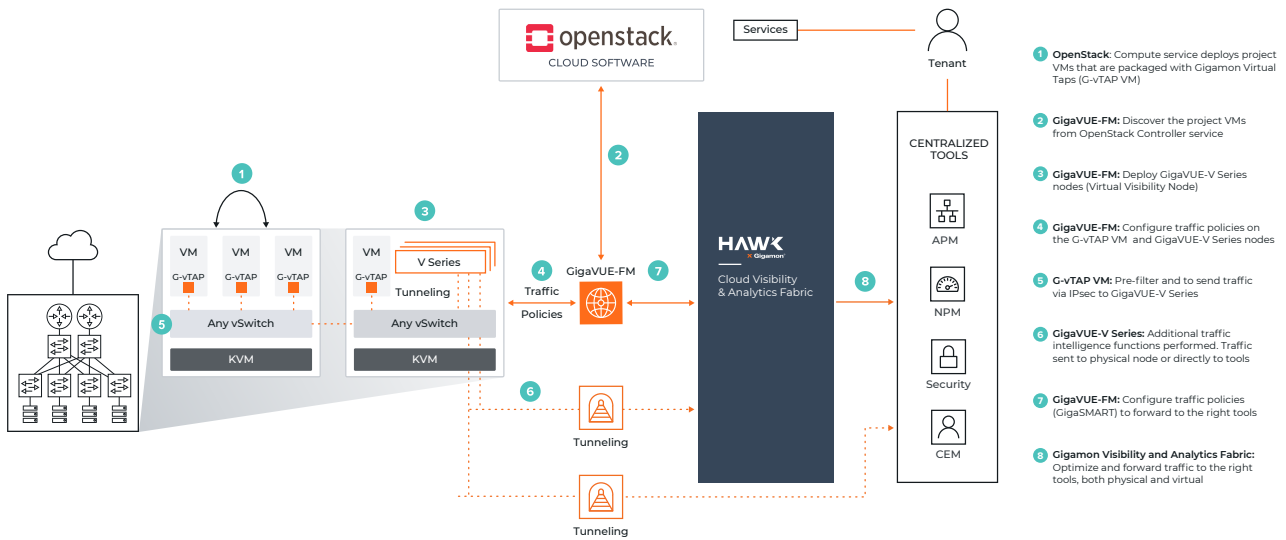 openstack.
CLOUD SOFTWARE
Services
Tenant
1
2
3
VM
VM
VM
G-vTAP
G-vTAP
G-vTAP
5
Any vSwitch
KVM
VM
G-vTAP
V Series
Tunneling
Any vSwitch
KVM
4
Traffic
Policies
GigaVUE-FM
7
6
Tunneling
Tunneling
HAWK
Gigamon®
Cloud Visibility
& Analytics Fabric
8
CENTRALIZED
TOOLS
APM
NPM
Security
CEM
1 OpenStack: Compute service deploys project
VMs that are packaged with Gigamon Virtual
Taps (G-vTAP VM)
2 GigaVUE-FM: Discover the project VMs
from OpenStack Controller service
3 GigaVUE-FM: Deploy GigaVUE-V Series
nodes (Virtual Visibility Node)
4 GigaVUE-FM: Configure traffic policies on
the G-vTAP VM and GigaVUE-V Series nodes
5 G-vTAP VM: Pre-filter and to send traffic
via IPsec to GigaVUE-V Series
6 GigaVUE-V Series: Additional traffic
intelligence functions performed. Traffic
sent to physical node or directly to tools
7 GigaVUE-FM: Configure traffic policies
(GigaSMART) to forward to the right tools
8 Gigamon Visibility and Analytics Fabric:
Optimize and forward traffic to the right
tools, both physical and virtual